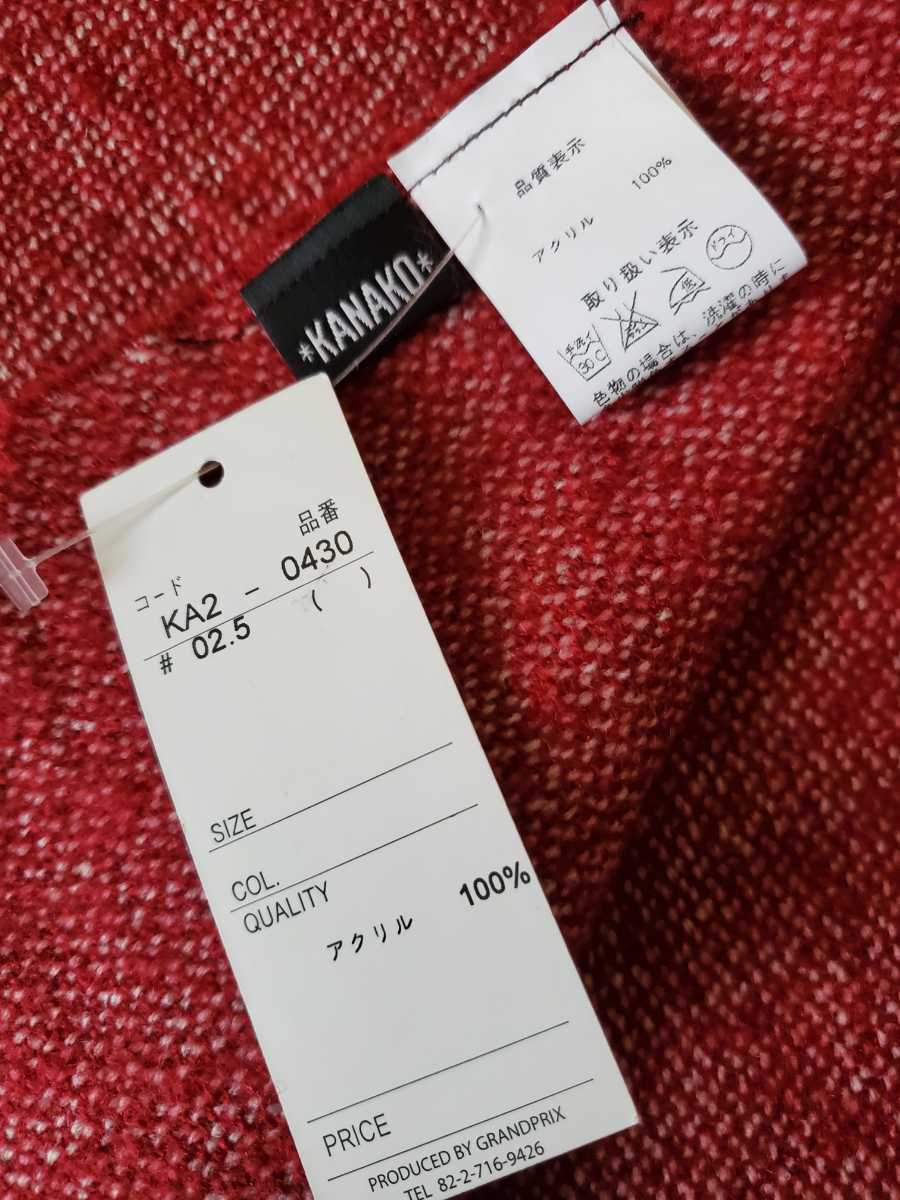 品質表示
アクリル 100%
取り扱い表示
手洗イ
30℃
低
ドライ
色物の場合は、洗濯の時に
*KANAKO*
コード 品番
KA2 - 0430
# 02.5 ( )
SIZE
COL.
QUALITY
アクリル 100%
PRICE
PRODUCED BY GRANDPRIX
TEL 82-2-716-9426